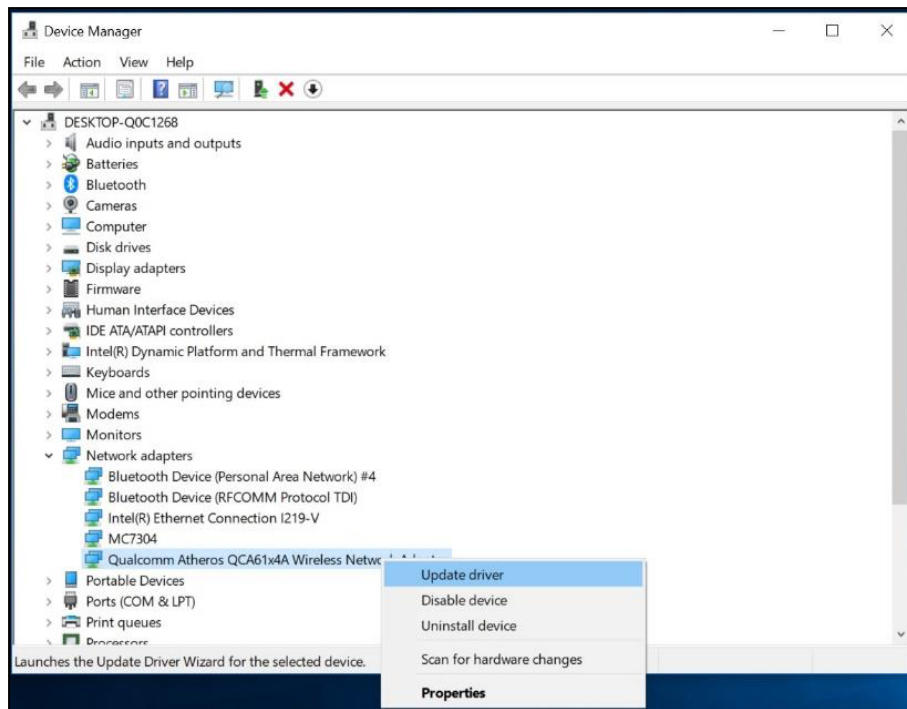 Device Manager
File Action View Help
DESKTOP-Q0C1268
Audio inputs and outputs
Batteries
Bluetooth
Cameras
Computer
Disk drives
Display adapters
Firmware
Human Interface Devices
IDE ATA/ATAPI controllers
Intel(R) Dynamic Platform and Thermal Framework
Keyboards
Mice and other pointing devices
Modems
Monitors
Network adapters
Bluetooth Device (Personal Area Network) #4
Bluetooth Device (RFCOMM Protocol TDI)
Intel(R) Ethernet Connection I219-V
MC7304
Qualcomm Atheros QCA61x4A Wireless
Update driver
Portable Devices
Disable device
Ports (COM & LPT)
Uninstall device
Print queues
Processors
Scan for hardware changes
Launches the Update Driver Wizard for the selected device.
Properties